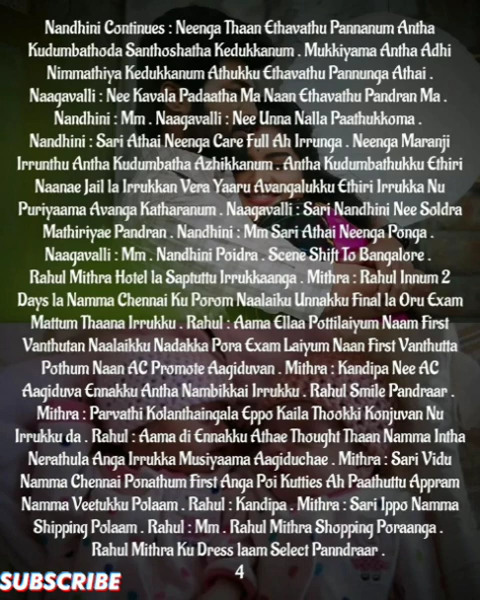 Nandhini Continues : Neenga Thaan Ethavathu Pannanum Antha
Kudumbathoda Santhoshatha Kedukkanum . Mukkiyama Antha Adhi
Nimmathiya Kedukkanum Athukku Ethavathu Pannunga Athai .
Naagavalli : Nee Kavala Padaatha Ma Naan Ethavathu Pandran Ma .
Nandhini : Mm . Naagavalli : Nee Unna Nalla Paathukkoma .
Nandhini : Sari Athai Neenga Care Full Ah Irrunga . Neenga Maranji
Irrunthu Antha Kudumbatha Azhikkanum . Antha Kudumbathukku Ethiri
Naanae Jail la Irrukkan Vera Yaaru Avangalukku Ethiri Irrukka Nu
Puriyaama Avanga Katharanum . Naagavalli : Sari Nandhini Nee Soldra
Mathiriyae Pandran . Nandhini : Mm Sari Athai Neenga Ponga .
Naagavalli : Mm . Nandhini Poidra . Scene Shift To Bangalore .
Rahul Mithra Hotel la Saptuttu Irrukkaanga . Mithra : Rahul Innum 2
Days la Namma Chennai Ku Porom Naalaiku Unnakku Final la Oru Exam
Mattum Thaana Irrukku . Rahul : Aama Ellaa Pottilaiyum Naam First
Vanthutan Naalaikku Nadakka Pora Exam Laiyum Naan First Vanthutta
Pothum Naan AC Promote Aagiduvan . Mithra : Kandipa Nee AC
Aagiduva Ennakku Antha Nambikkai Irrukku . Rahul Smile Pandraar .
Mithra : Parvathi Kolanthaingala Eppo Kaila Thookki Konjuvan Nu
Irrukku da . Rahul : Aama di Ennakku Athae Thought Thaan Namma Intha
Nerathula Anga Irrukka Musiyaama Aagiduchae . Mithra : Sari Vidu
Namma Chennai Ponathum First Anga Poi Kutties Ah Paathuttu Appram
Namma Veetukku Polaam . Rahul : Kandipa . Mithra : Sari Ippo Namma
Shipping Polaam . Rahul : Mm . Rahul Mithra Shopping Poraanga .
Rahul Mithra Ku Dress laam Select Panndraar .
4
SUBSCRIBE